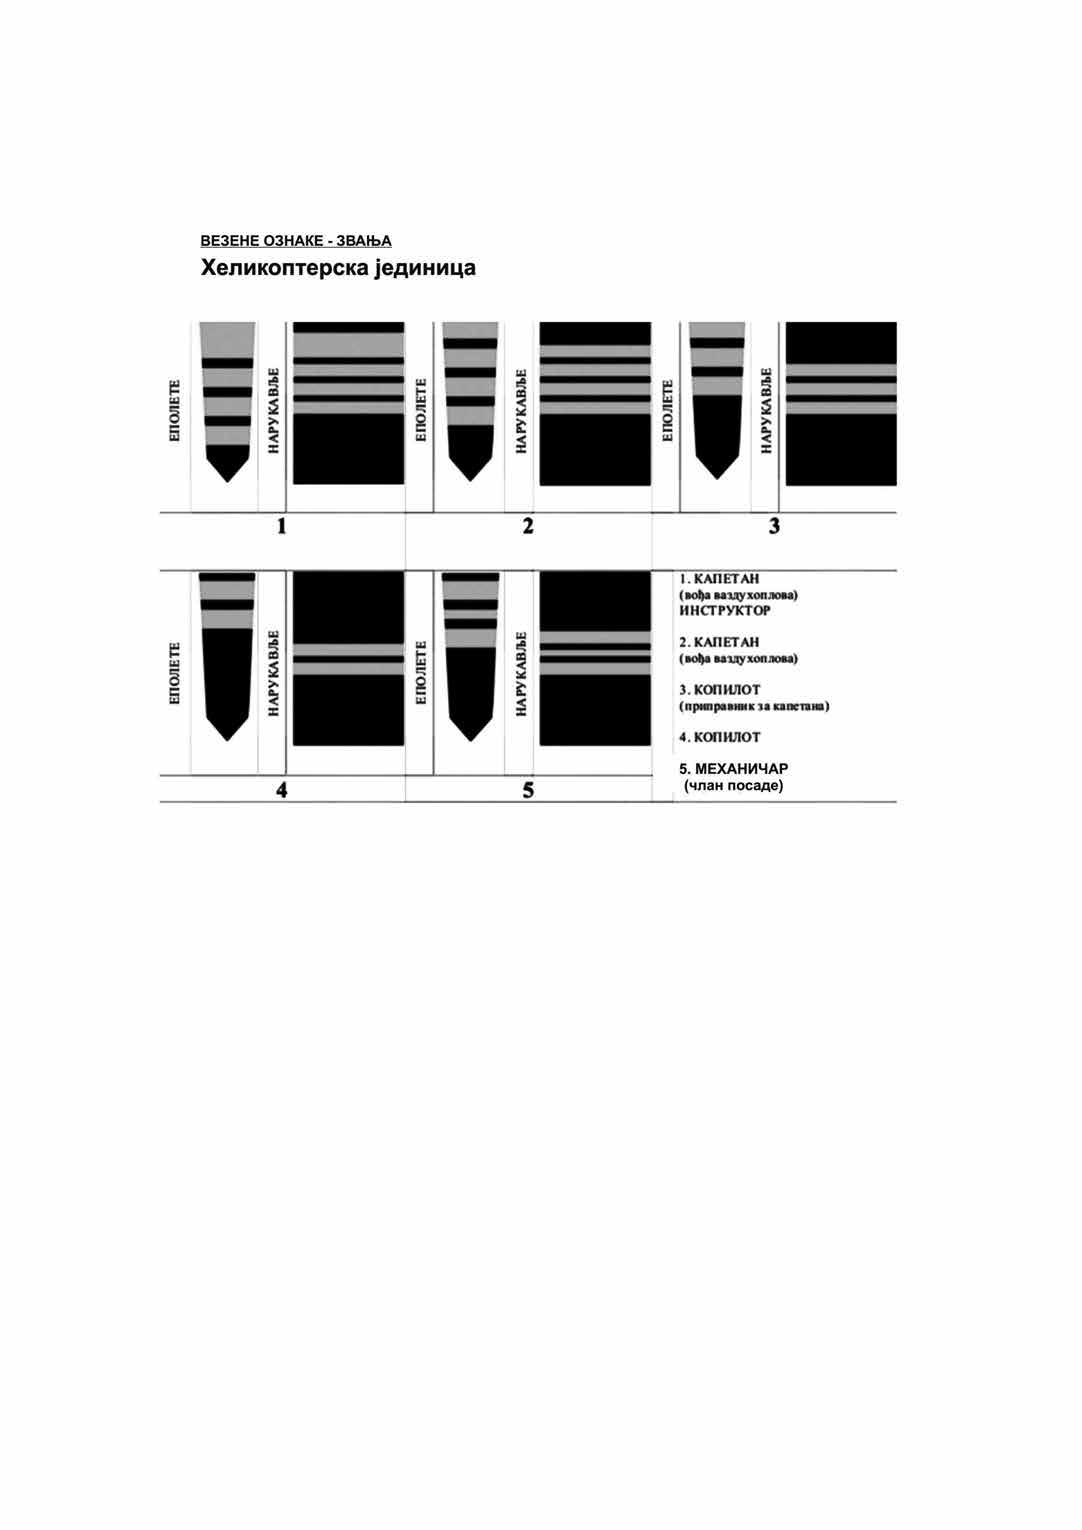 ВЕЗЕНЕ ОЗНАКЕ - ЗВАЊА
Хеликоптерска јединица
ЕПОЛЕТЕ
НАРУКАВЉЕ
ЕПОЛЕТЕ
НАРУКАВЉЕ
ЕПОЛЕТЕ
НАРУКАВЉЕ
1
2
3
ЕПОЛЕТЕ
НАРУКАВЉЕ
ЕПОЛЕТЕ
НАРУКАВЉЕ
4
5
1. КАПЕТАН
(вођа ваздухоплова)
ИНСТРУКТОР
2. КАПЕТАН
(вођа ваздухоплова)
3. КОПИЛОТ
(приправник за капетана)
4. КОПИЛОТ
5. МЕХАНИЧАР
(члан посаде)